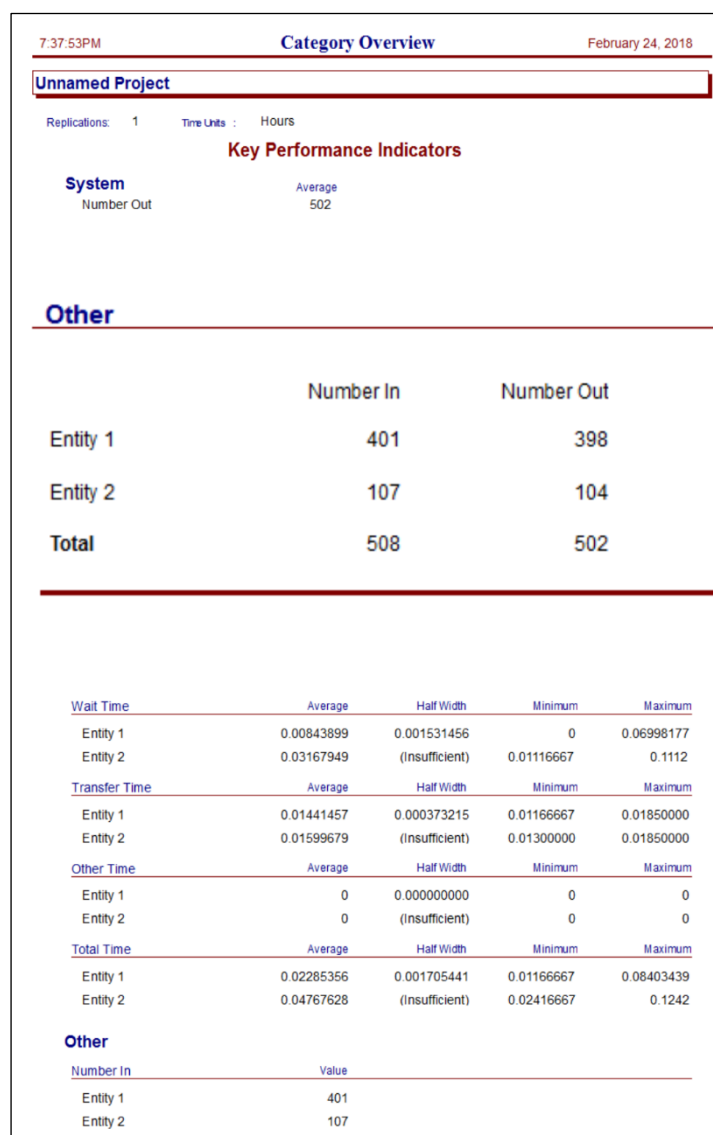 7:37:53PM Category Overview February 24, 2018
Unnamed Project
Replications: 1 Time Units : Hours
Key Performance Indicators
System Average
Number Out 502
Other
Number In Number Out
Entity 1 401 398
Entity 2 107 104
Total 508 502
Wait Time Average Half Width Minimum Maximum
Entity 1 0.00843899 0.001531456 0 0.06998177
Entity 2 0.03167949 (Insufficient) 0.01116667 0.1112
Transfer Time Average Half Width Minimum Maximum
Entity 1 0.01441457 0.000373215 0.01166667 0.01850000
Entity 2 0.01599679 (Insufficient) 0.01300000 0.01850000
Other Time Average Half Width Minimum Maximum
Entity 1 0 0.000000000 0 0
Entity 2 0 (Insufficient) 0 0
Total Time Average Half Width Minimum Maximum
Entity 1 0.02285356 0.001705441 0.01166667 0.08403439
Entity 2 0.04767628 (Insufficient) 0.02416667 0.1242
Other
Number In Value
Entity 1 401
Entity 2 107